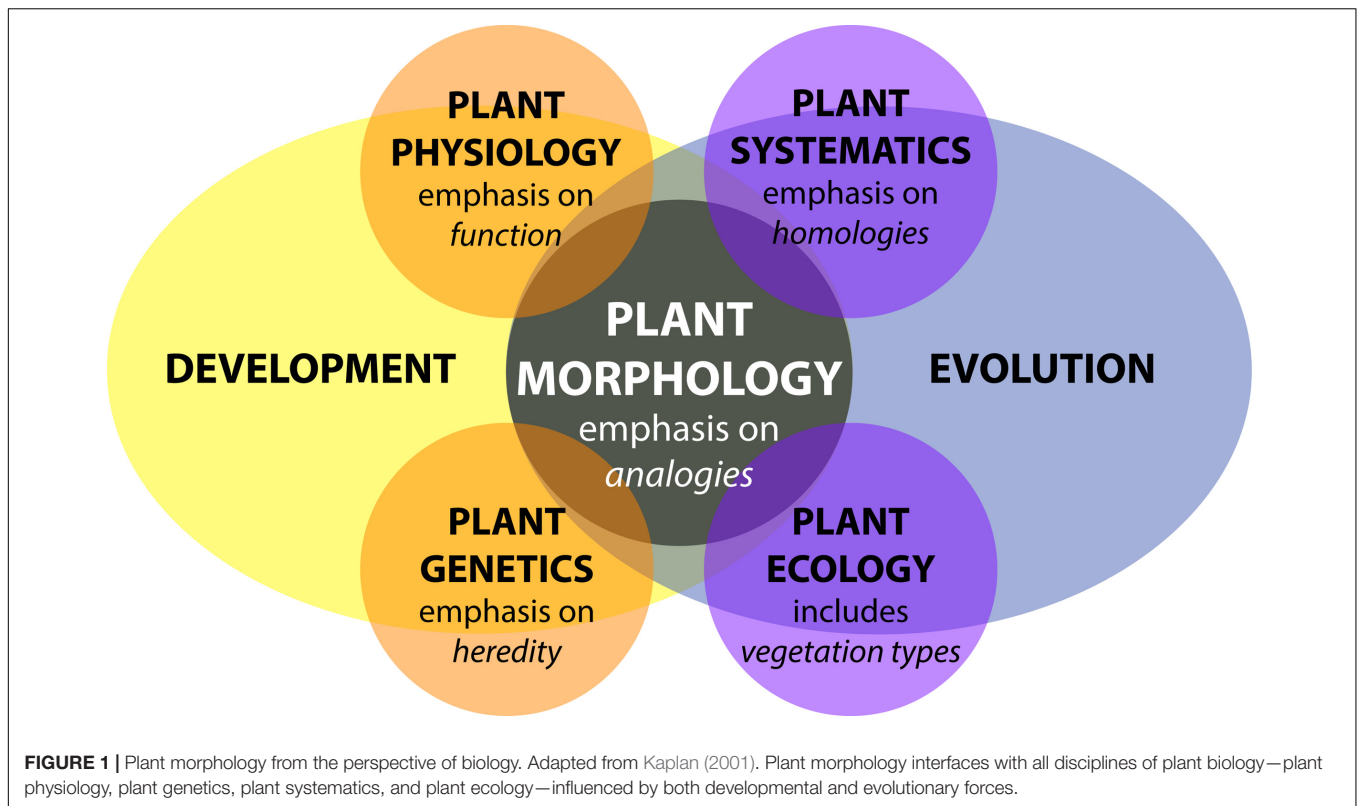 PLANT
PHYSIOLOGY
emphasis on
function
PLANT
SYSTEMATICS
emphasis on
homologies
DEVELOPMENT
PLANT
MORPHOLOGY
emphasis on
analogies
EVOLUTION
PLANT
GENETICS
emphasis on
heredity
PLANT
ECOLOGY
includes
vegetation types
FIGURE 1 | Plant morphology from the perspective of biology. Adapted from Kaplan (2001). Plant morphology interfaces with all disciplines of plant biology—plant
physiology, plant genetics, plant systematics, and plant ecology—influenced by both developmental and evolutionary forces.